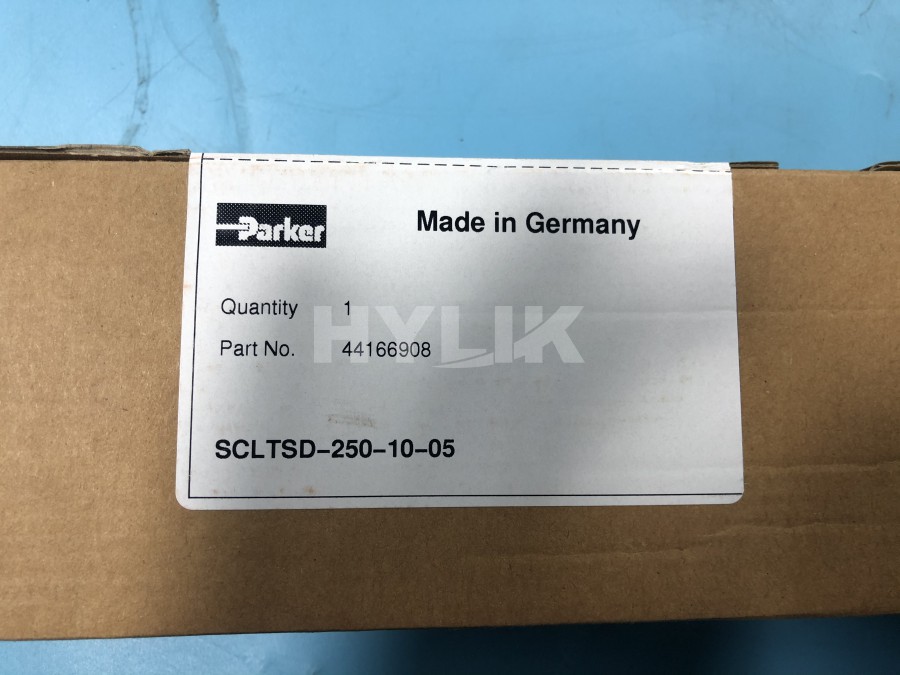 Parker
Made in Germany
Quantity 1
Part No. 44166908
HYLIK
SCLTSD-250-10-05